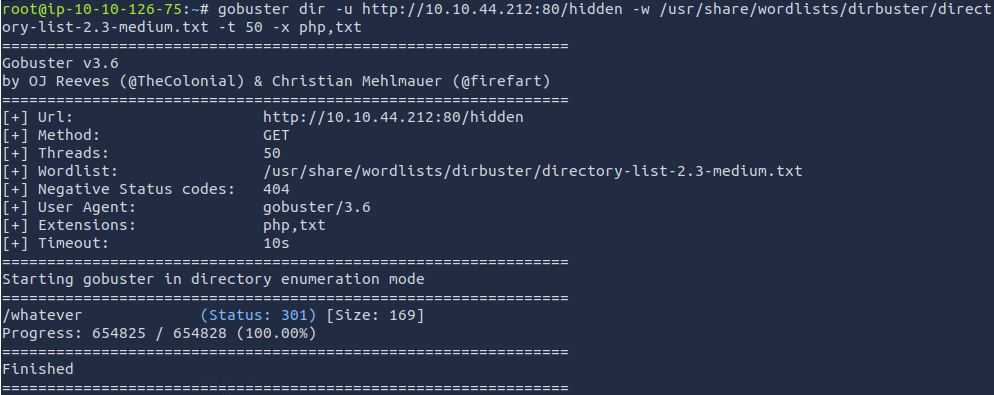 root@ip-10-10-126-75:~# gobuster dir -u http://10.10.44.212:80/hidden -w /usr/share/wordlists/dirbuster/direct
ory-list-2.3-medium.txt -t 50 -x php,txt
===============================================================
Gobuster v3.6
by OJ Reeves (@TheColonial) & Christian Mehlmauer (@firefart)
===============================================================
[+] Url:                     http://10.10.44.212:80/hidden
[+] Method:                  GET
[+] Threads:                 50
[+] Wordlist:                /usr/share/wordlists/dirbuster/directory-list-2.3-medium.txt
[+] Negative Status codes:   404
[+] User Agent:              gobuster/3.6
[+] Extensions:              php,txt
[+] Timeout:                 10s
===============================================================
Starting gobuster in directory enumeration mode
===============================================================
/whatever             (Status: 301) [Size: 169]
Progress: 654825 / 654828 (100.00%)
===============================================================
Finished
===============================================================